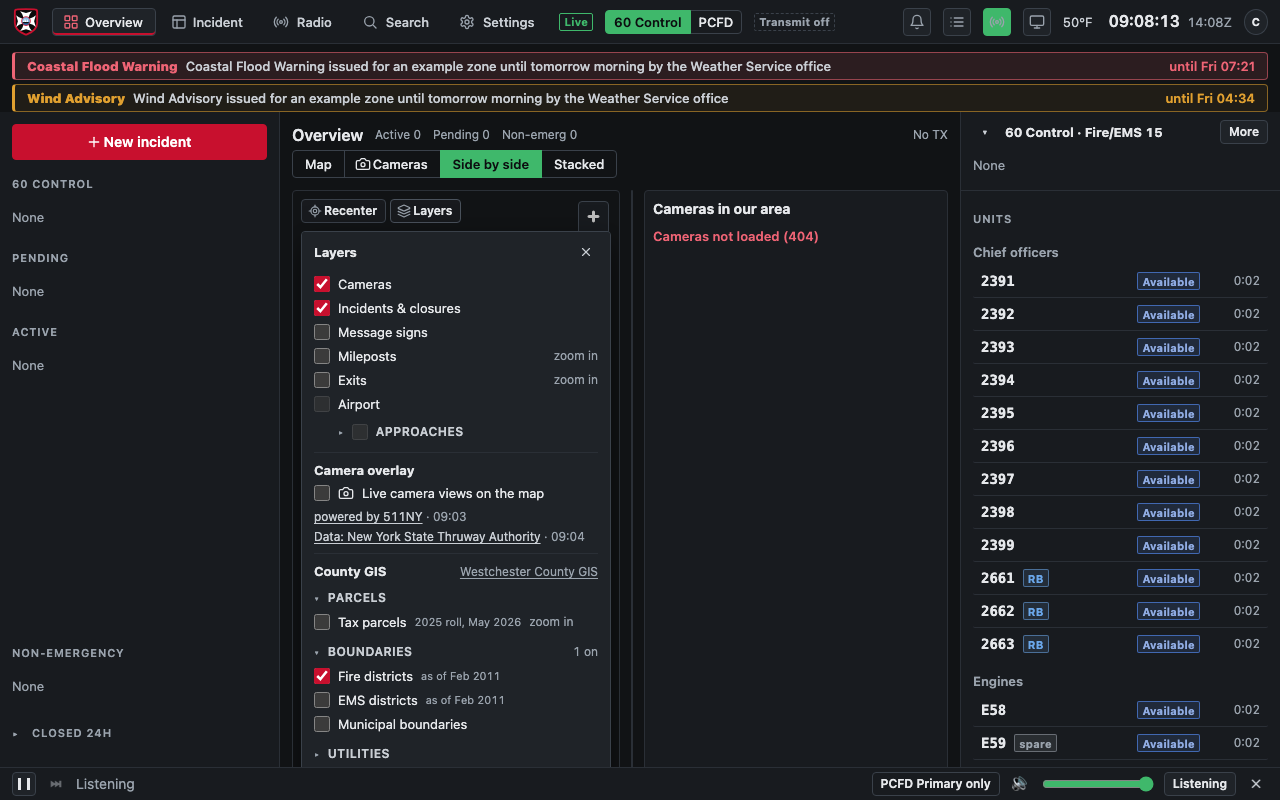 Overview Incident Radio Search Settings Live 60 Control PCFD Transmit off 50°F 09:08:13 14:08Z C
Coastal Flood Warning Coastal Flood Warning issued for an example zone until tomorrow morning by the Weather Service office until Fri 07:21
Wind Advisory Wind Advisory issued for an example zone until tomorrow morning by the Weather Service office until Fri 04:34
+ New incident
60 CONTROL
None
PENDING
None
ACTIVE
None
NON-EMERGENCY
None
CLOSED 24H
Overview Active 0 Pending 0 Non-emerg 0 No TX
Map Cameras Side by side Stacked
Recenter Layers +
Layers
Cameras
Incidents & closures
Message signs
Mileposts zoom in
Exits zoom in
Airport
APPROACHES
Camera overlay
Live camera views on the map
powered by 511NY · 09:03
Data: New York State Thruway Authority · 09:04
County GIS Westchester County GIS
PARCELS
Tax parcels 2025 roll, May 2026 zoom in
BOUNDARIES 1 on
Fire districts as of Feb 2011
EMS districts as of Feb 2011
Municipal boundaries
UTILITIES
Cameras in our area
Cameras not loaded (404)
60 Control · Fire/EMS 15 More
None
UNITS
Chief officers
2391 Available 0:02
2392 Available 0:02
2393 Available 0:02
2394 Available 0:02
2395 Available 0:02
2396 Available 0:02
2397 Available 0:02
2398 Available 0:02
2399 Available 0:02
2661 RB Available 0:02
2662 RB Available 0:02
2663 RB Available 0:02
Engines
E58 Available 0:02
E59 spare Available 0:02
Listening PCFD Primary only Listening